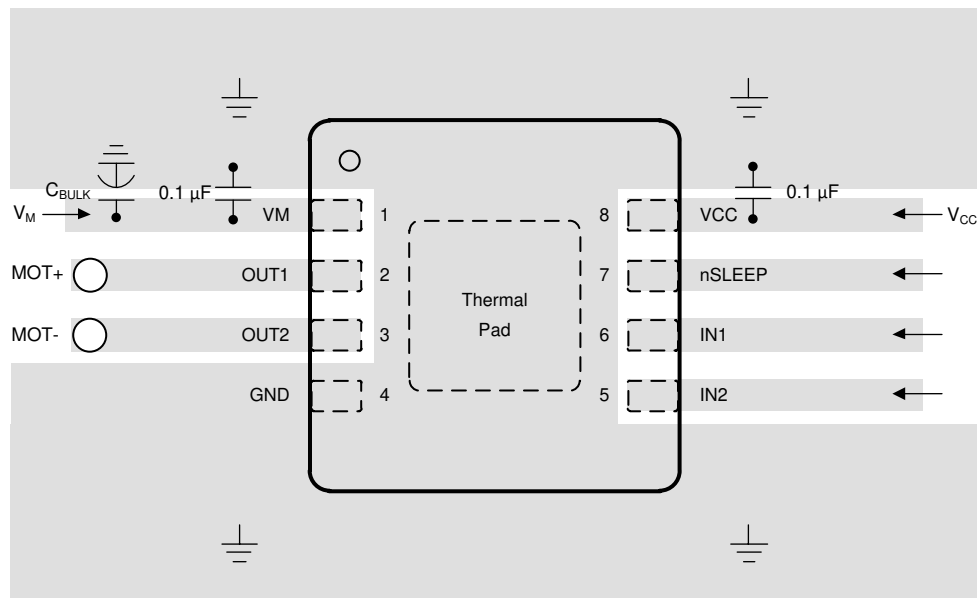 C_BULK
0.1 µF
0.1 µF
V_M
VM
1
8
VCC
V_CC
MOT+
OUT1
2
7
nSLEEP
Thermal
Pad
MOT-
OUT2
3
6
IN1
GND
4
5
IN2